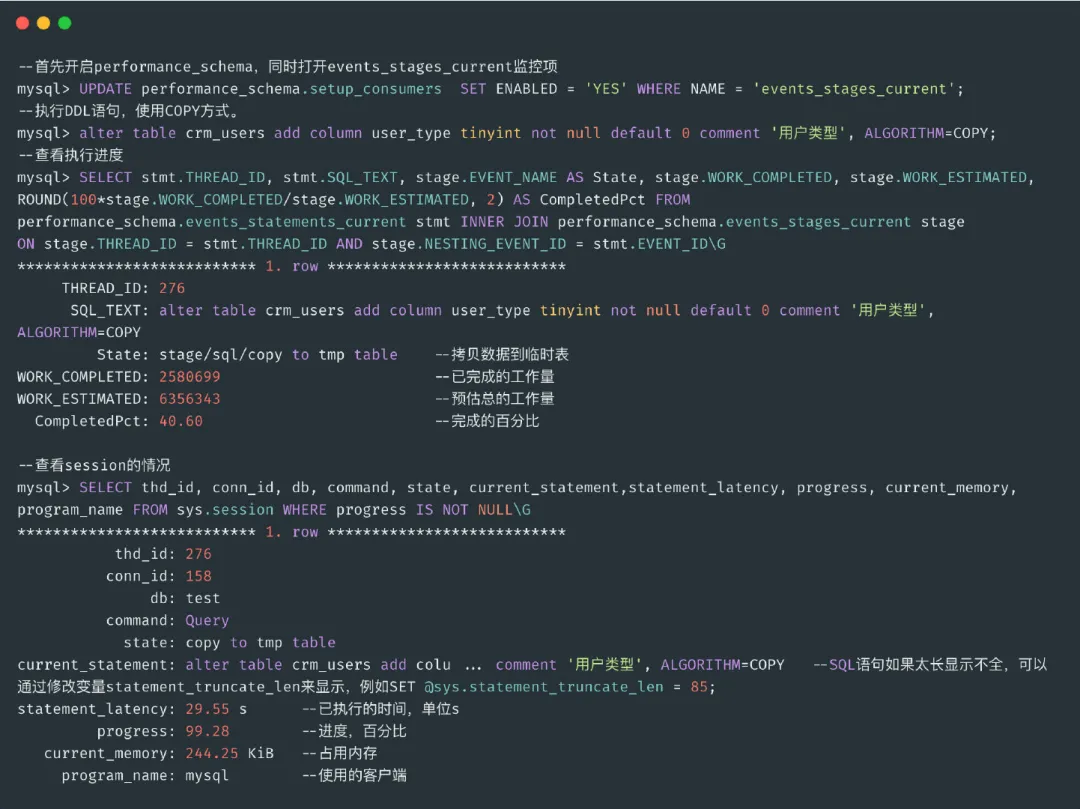 --首先开启performance_schema，同时打开events_stages_current监控项
mysql> UPDATE performance_schema.setup_consumers  SET ENABLED = 'YES' WHERE NAME = 'events_stages_current';
--执行DDL语句，使用COPY方式。
mysql> alter table crm_users add column user_type tinyint not null default 0 comment '用户类型', ALGORITHM=COPY;
--查看执行进度
mysql> SELECT stmt.THREAD_ID, stmt.SQL_TEXT, stage.EVENT_NAME AS State, stage.WORK_COMPLETED, stage.WORK_ESTIMATED,
ROUND(100*stage.WORK_COMPLETED/stage.WORK_ESTIMATED, 2) AS CompletedPct FROM
performance_schema.events_statements_current stmt INNER JOIN performance_schema.events_stages_current stage
ON stage.THREAD_ID = stmt.THREAD_ID AND stage.NESTING_EVENT_ID = stmt.EVENT_ID\G
*************************** 1. row ***************************
THREAD_ID: 276
SQL_TEXT: alter table crm_users add column user_type tinyint not null default 0 comment '用户类型',
ALGORITHM=COPY
State: stage/sql/copy to tmp table    --拷贝数据到临时表
WORK_COMPLETED: 2580699    --已完成的工作量
WORK_ESTIMATED: 6356343    --预估总的工作量
CompletedPct: 40.60    --完成的百分比
--查看session的情况
mysql> SELECT thd_id, conn_id, db, command, state, current_statement,statement_latency, progress, current_memory,
program_name FROM sys.session WHERE progress IS NOT NULL\G
*************************** 1. row ***************************
thd_id: 276
conn_id: 158
db: test
command: Query
state: copy to tmp table
current_statement: alter table crm_users add colu ... comment '用户类型', ALGORITHM=COPY   --SQL语句如果太长显示不全，可以
通过修改变量statement_truncate_len来显示，例如SET @sys.statement_truncate_len = 85;
statement_latency: 29.55 s    --已执行的时间，单位s
progress: 99.28    --进度，百分比
current_memory: 244.25 KiB   --占用内存
program_name: mysql    --使用的客户端